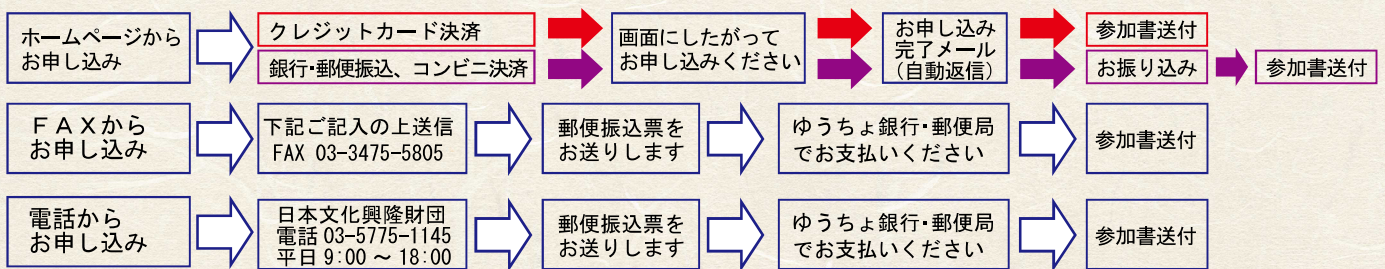 ホームページから
お申し込み
クレジットカード決済
銀行・郵便振込、コンビニ決済
画面にしたがって
お申し込みください
お申し込み
完了メール
（自動返信）
参加書送付
お振り込み
参加書送付
ＦＡＸから
お申し込み
下記ご記入の上送信
FAX 03-3475-5805
郵便振込票を
お送りします
ゆうちょ銀行・郵便局
でお支払いください
参加書送付
電話から
お申し込み
日本文化興隆財団
電話 03-5775-1145
平日 9:00 ～ 18:00
郵便振込票を
お送りします
ゆうちょ銀行・郵便局
でお支払いください
参加書送付